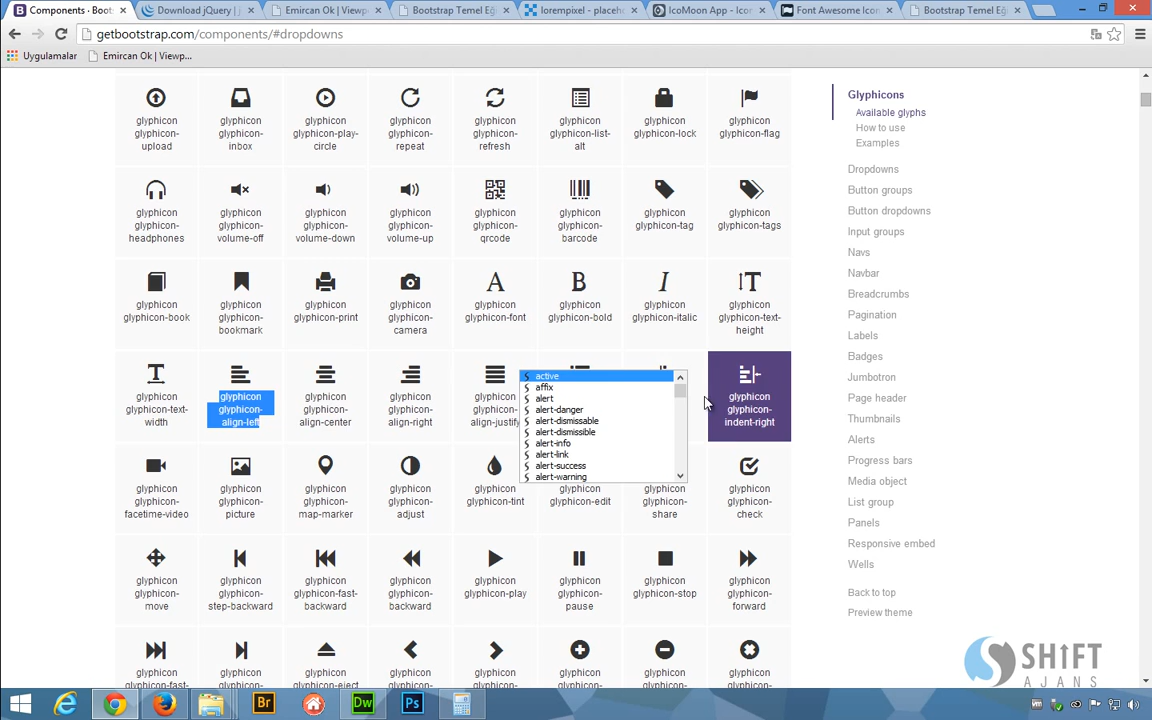 Components · Boots
Download jQuery |
Emircan Ok | Viewp
Bootstrap Temel Eğ
lorempixel - placeho
IcoMoon App - Icon
Font Awesome Icon
Bootstrap Temel Eğ
getbootstrap.com/components/#dropdowns
Uygulamalar
Emircan Ok | Viewp...
glyphicon glyphicon-upload
glyphicon glyphicon-inbox
glyphicon glyphicon-play-circle
glyphicon glyphicon-repeat
glyphicon glyphicon-refresh
glyphicon glyphicon-list-alt
glyphicon glyphicon-lock
glyphicon glyphicon-flag
glyphicon glyphicon-headphones
glyphicon glyphicon-volume-off
glyphicon glyphicon-volume-down
glyphicon glyphicon-volume-up
glyphicon glyphicon-qrcode
glyphicon glyphicon-barcode
glyphicon glyphicon-tag
glyphicon glyphicon-tags
glyphicon glyphicon-book
glyphicon glyphicon-bookmark
glyphicon glyphicon-print
glyphicon glyphicon-camera
glyphicon glyphicon-font
glyphicon glyphicon-bold
glyphicon glyphicon-italic
glyphicon glyphicon-text-height
glyphicon glyphicon-text-width
glyphicon glyphicon-align-left
glyphicon glyphicon-align-center
glyphicon glyphicon-align-right
glyphicon glyphicon-align-justify
glyphicon glyphicon-indent-right
active
affix
alert
alert-danger
alert-dismissable
alert-dismissible
alert-info
alert-link
alert-success
alert-warning
glyphicon glyphicon-facetime-video
glyphicon glyphicon-picture
glyphicon glyphicon-map-marker
glyphicon glyphicon-adjust
glyphicon-tint
glyphicon-edit
glyphicon-share
glyphicon glyphicon-check
glyphicon glyphicon-move
glyphicon glyphicon-step-backward
glyphicon glyphicon-fast-backward
glyphicon glyphicon-backward
glyphicon glyphicon-play
glyphicon glyphicon-pause
glyphicon glyphicon-stop
glyphicon glyphicon-forward
glyphicon glyphicon-fast-
glyphicon
glyphicon glyphicon-eject
glyphicon
glyphicon
glyphicon
glyphicon
glyphicon
Glyphicons
Available glyphs
How to use
Examples
Dropdowns
Button groups
Button dropdowns
Input groups
Navs
Navbar
Breadcrumbs
Pagination
Labels
Badges
Jumbotron
Page header
Thumbnails
Alerts
Progress bars
Media object
List group
Panels
Responsive embed
Wells
Back to top
Preview theme
SHIFT
AJANS
Br
Dw
Ps